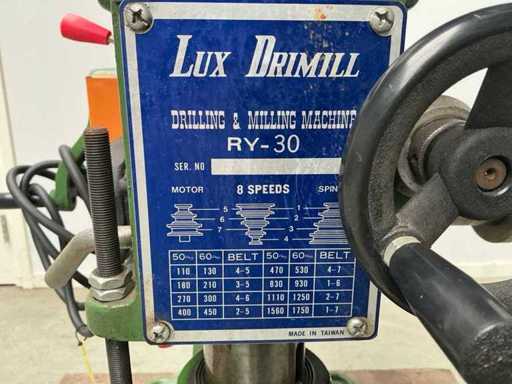 LUX DRIMILL
DRILLING & MILLING MACHINE
RY-30
SER. NO
MOTOR 8 SPEEDS SPIN
5 1
6 2
7 3
4
50~ 60~ BELT 50~ 60~ BELT
110 130 4-5 470 530 4-7
180 210 3-5 830 930 1-6
270 300 4-6 1110 1250 2-7
400 450 2-5 1560 1750 1-7
MADE IN TAIWAN